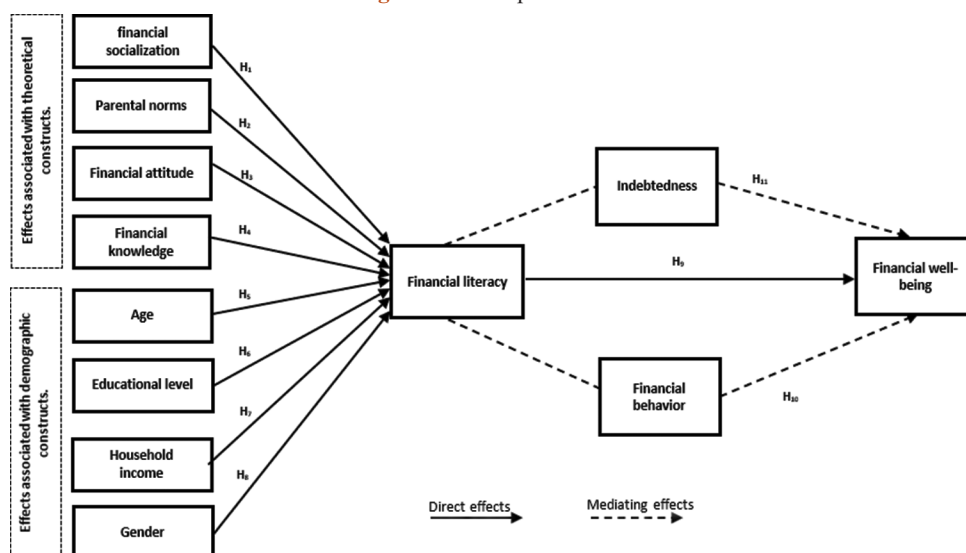 financial
socialization
Parental norms
Financial attitude
Financial
knowledge
Age
Educational level
Household
income
Gender
Effects associated with theoretical
constructs.
Effects associated with demographic
constructs.
H₁
H₂
H₃
H₄
H₅
H₆
H₇
H₈
Financial literacy
Indebtedness
H₁₁
H₉
Financial well-
being
Financial
behavior
H₁₀
Direct effects
Mediating effects